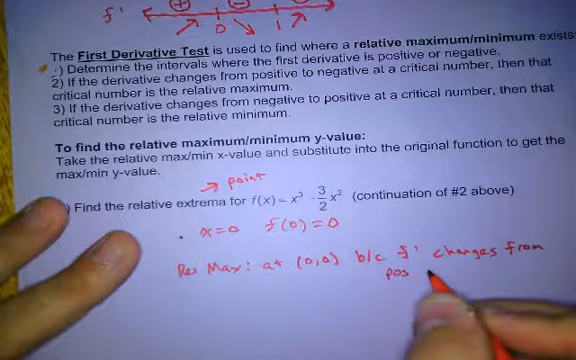 f'
+ - +
0 1
The First Derivative Test is used to find where a relative maximum/minimum exists:
1) Determine the intervals where the first derivative is positive or negative.
2) If the derivative changes from positive to negative at a critical number, then that
critical number is the relative maximum.
3) If the derivative changes from negative to positive at a critical number, then that
critical number is the relative minimum.
To find the relative maximum/minimum y-value:
Take the relative max/min x-value and substitute into the original function to get the
max/min y-value.
→ point
) Find the relative extrema for f(x) = x³ - 3/2 x² (continuation of #2 above)
x=0 f(0)=0
Rel Max: at (0,0) b/c f' changes from
pos